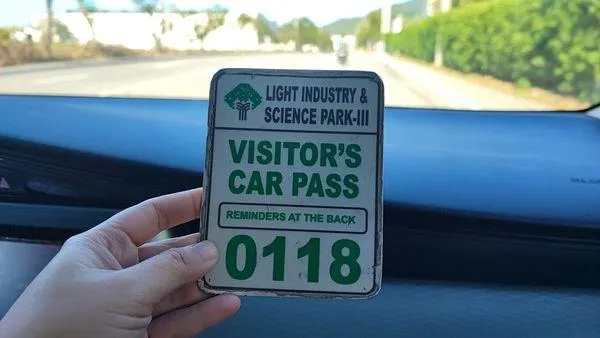 LIGHT INDUSTRY &
SCIENCE PARK-III
VISITOR'S
CAR PASS
REMINDERS AT THE BACK
0118